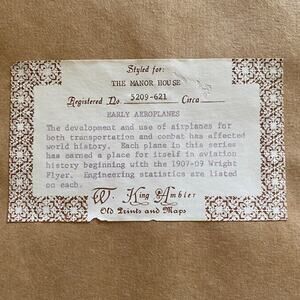 Styled for:
THE MANOR HOUSE
Registered No. 5209-621 Circa
EARLY AEROPLANES
The development and use of airplanes for
both transportation and combat has affected
world history. Each plane in this series
has earned a place for itself in aviation
history beginning with the 1907-09 Wright
Flyer. Engineering statistics are listed
on each.
W. King Ambler
Old Prints and Maps